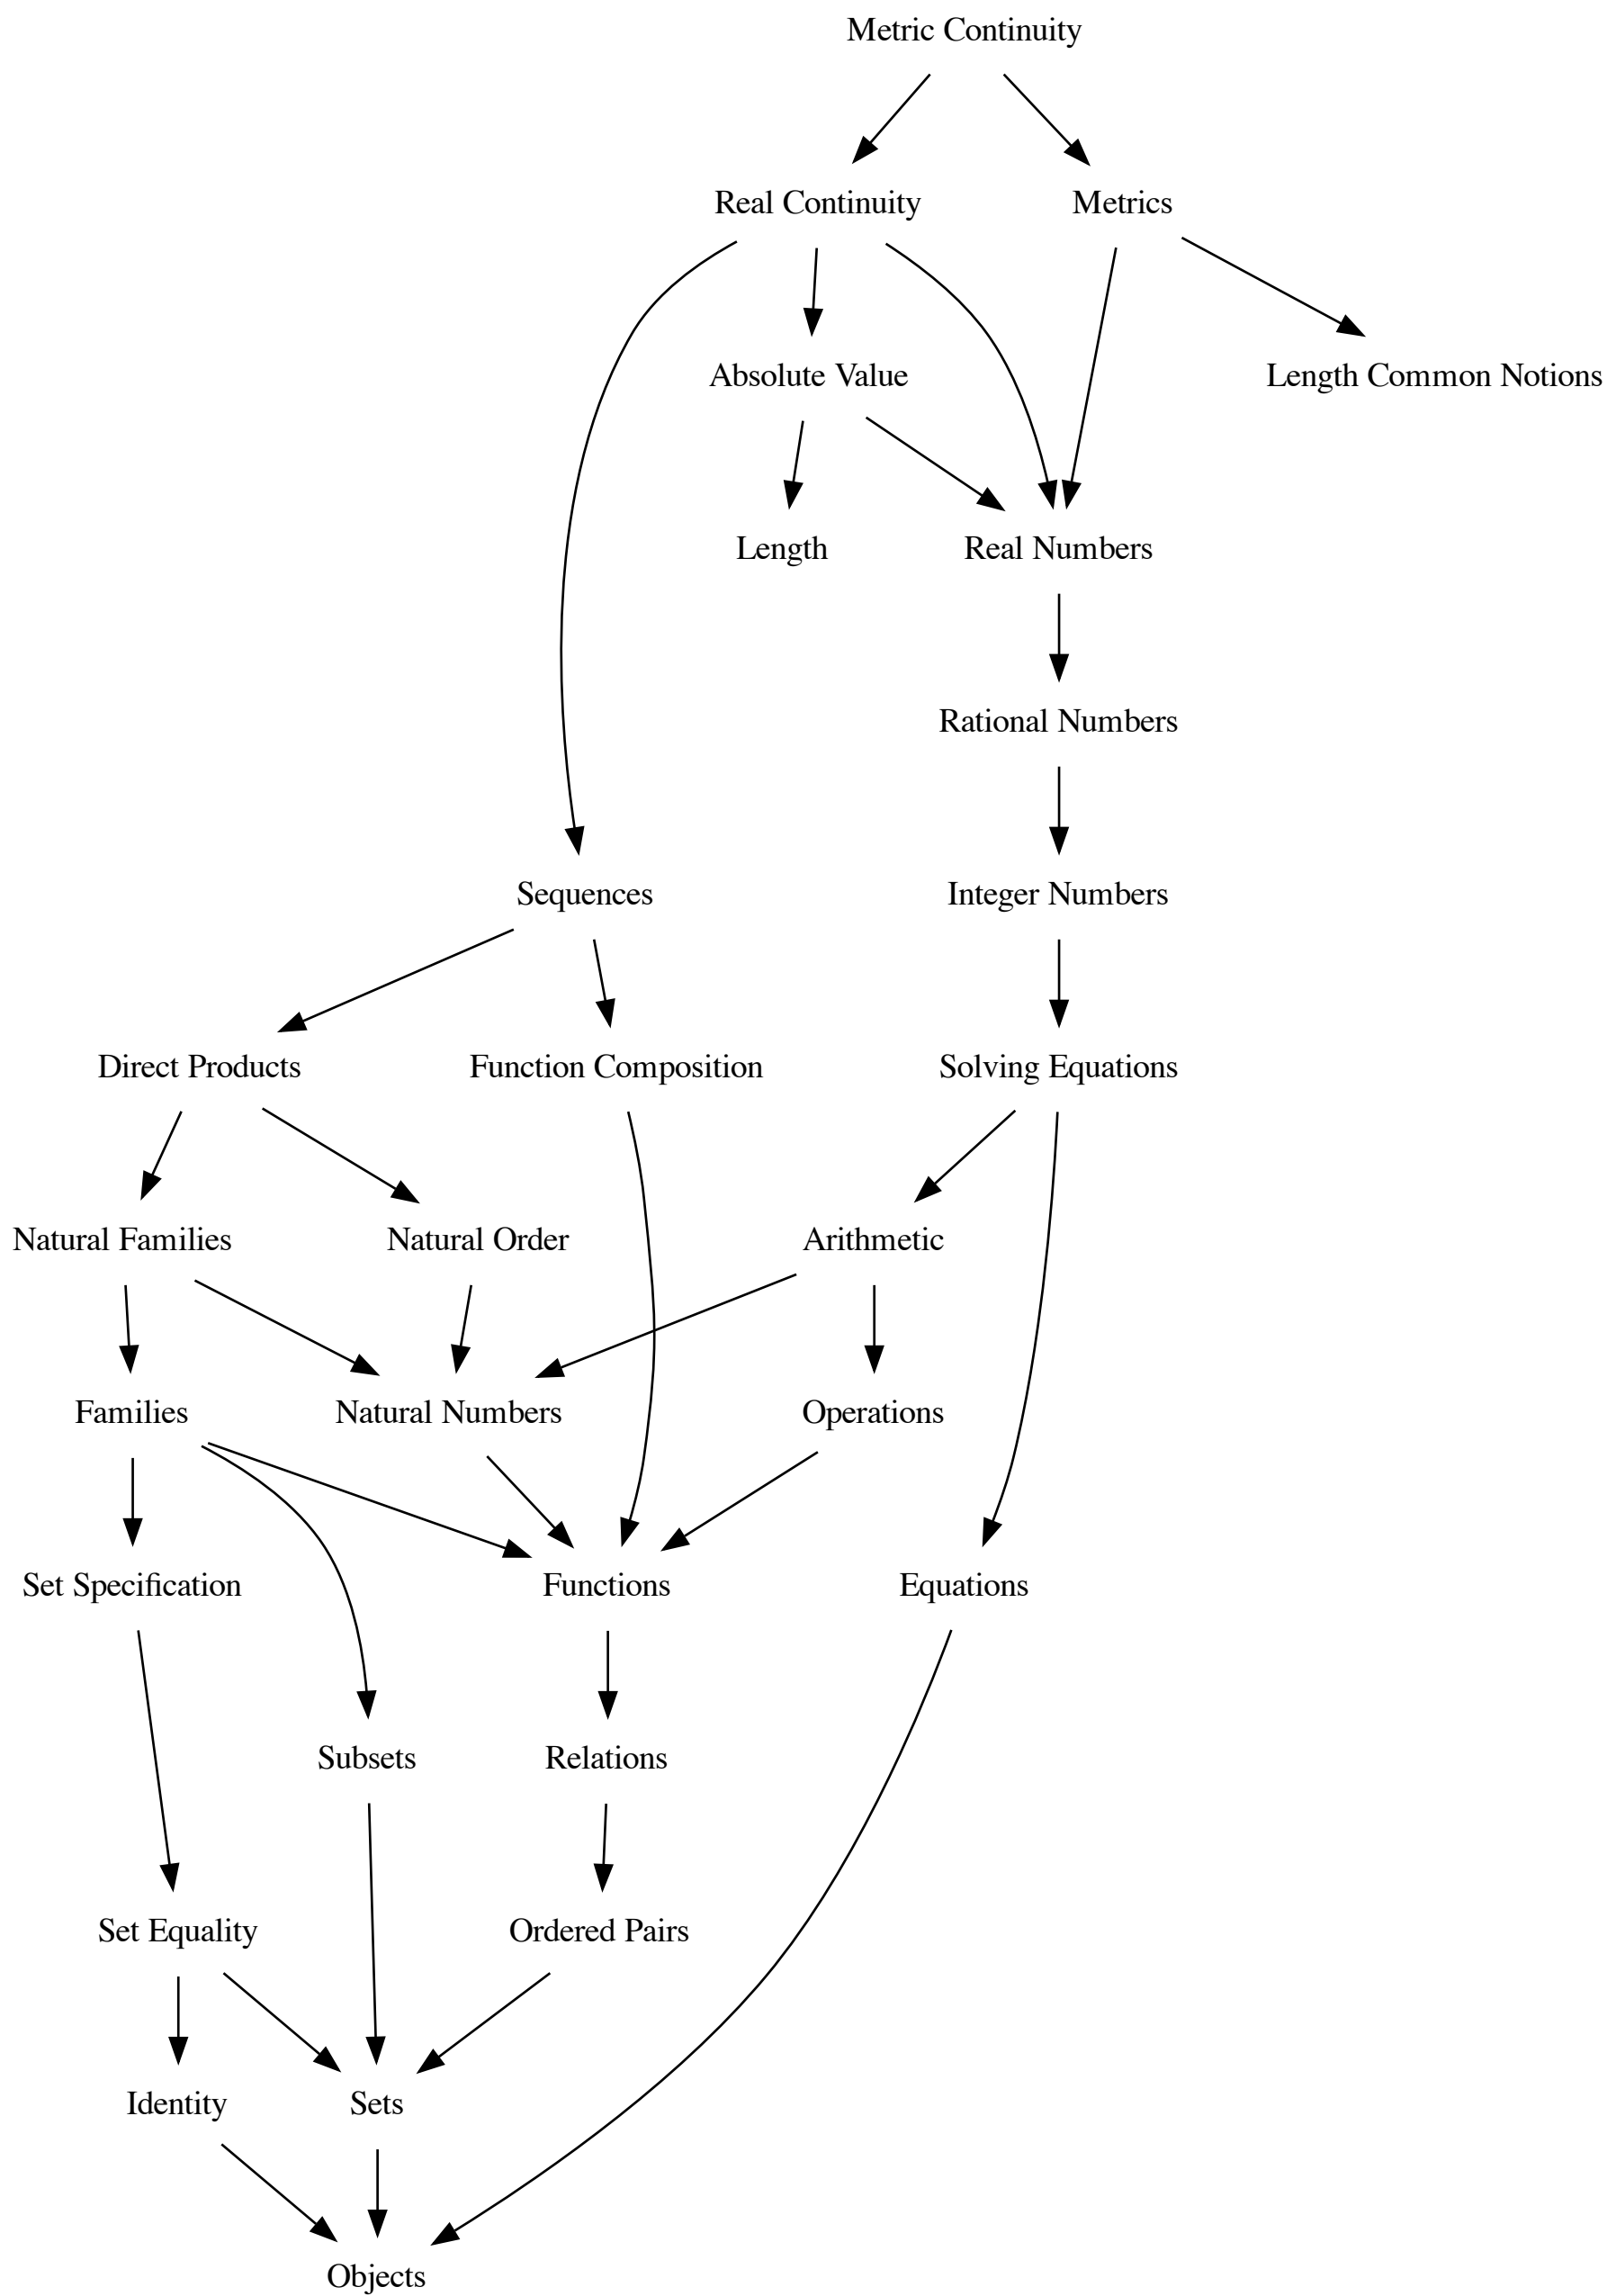 Metric Continuity
Real Continuity
Metrics
Absolute Value
Length Common Notions
Length
Real Numbers
Rational Numbers
Sequences
Integer Numbers
Direct Products
Function Composition
Solving Equations
Natural Families
Natural Order
Arithmetic
Families
Natural Numbers
Operations
Set Specification
Functions
Equations
Subsets
Relations
Set Equality
Ordered Pairs
Identity
Sets
Objects